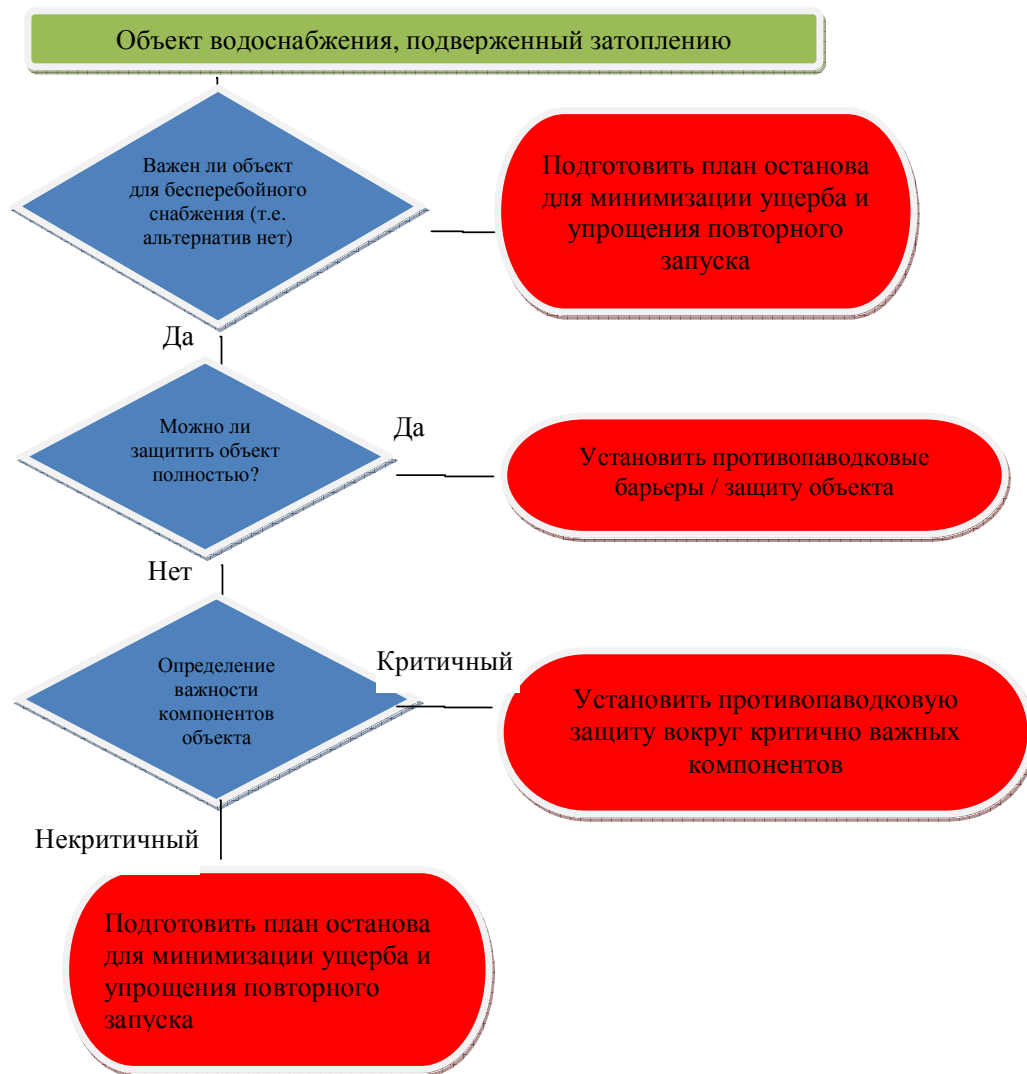 Объект водоснабжения, подверженный затоплению
Важен ли объект
для бесперебойного
снабжения (т.е.
альтернатив нет)
Подготовить план останова
для минимизации ущерба и
упрощения повторного
запуска
Да
Можно ли
защитить объект
полностью?
Да
Установить противопаводковые
барьеры / защиту объекта
Нет
Определение
важности
компонентов
объекта
Критичный
Установить противопаводковую
защиту вокруг критично важных
компонентов
Некритичный
Подготовить план останова
для минимизации ущерба и
упрощения повторного
запуска